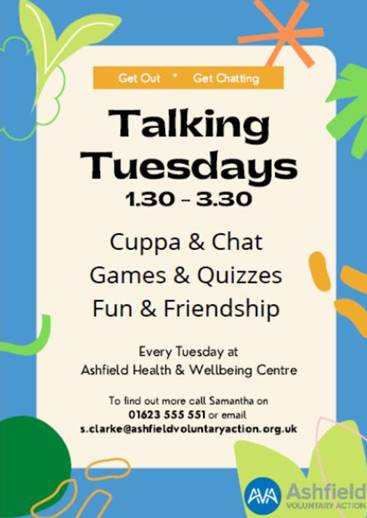 Get Out * Get Chatting
Talking
Tuesdays
1.30 - 3.30
Cuppa & Chat
Games & Quizzes
Fun & Friendship
Every Tuesday at
Ashfield Health & Wellbeing Centre
To find out more call Samantha on
01623 555 551 or email
s.clarke@ashfieldvoluntaryaction.org.uk
AVA Ashfield
VOLUNTARY ACTION